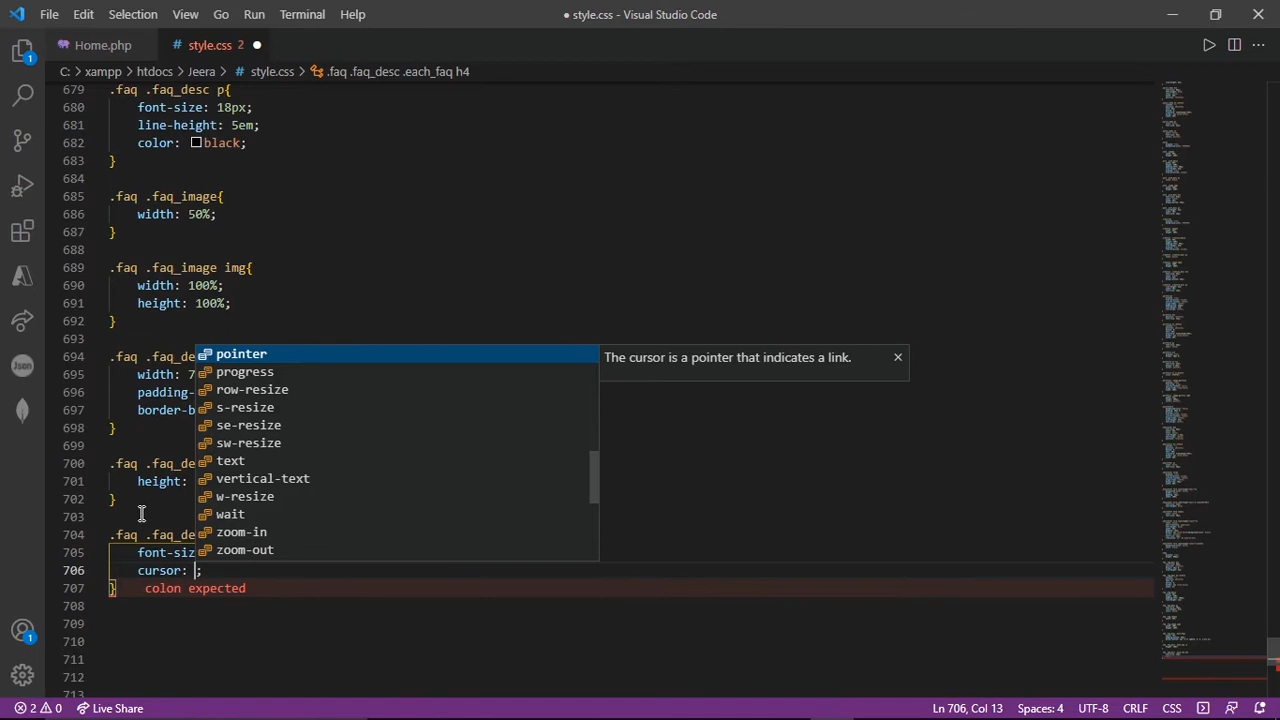 File Edit Selection View Go Run Terminal Help
● style.css - Visual Studio Code
Home.php
style.css 2
C: > xampp > htdocs > Jeera > # style.css > .faq .faq_desc .each_faq h4
679 .faq .faq_desc p{
680 font-size: 18px;
681 line-height: 5em;
682 color: black;
683 }
684
685 .faq .faq_image{
686 width: 50%;
687 }
688
689 .faq .faq_image img{
690 width: 100%;
691 height: 100%;
692 }
693
694 .faq .faq_de
695 width: 7
696 padding-
697 border-b
698 }
699
700 .faq .faq_de
701 height:
702 }
703
704 .faq .faq_de
705 font-siz
706 cursor: ;
707 } colon expected
708
709
710
711
712
713
pointer
progress
row-resize
s-resize
se-resize
sw-resize
text
vertical-text
w-resize
wait
zoom-in
zoom-out
The cursor is a pointer that indicates a link.
1
Json
1
2 0 Live Share
Ln 706, Col 13 Spaces: 4 UTF-8 CRLF CSS